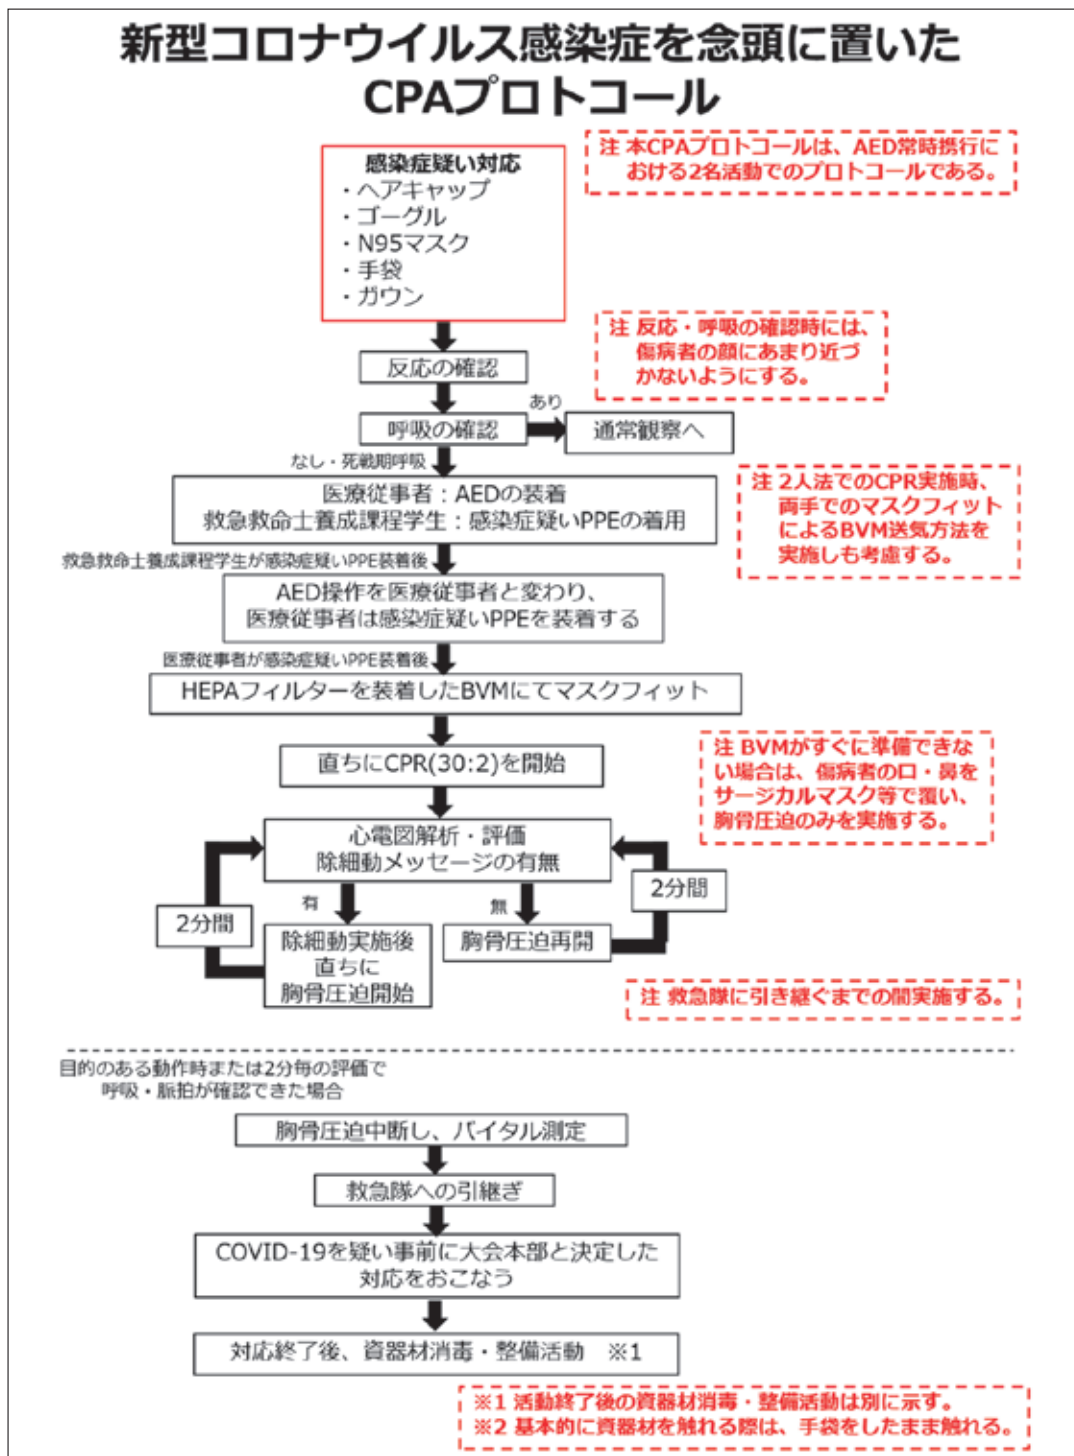 新型コロナウイルス感染症を念頭に置いた
CPAプロトコール
注 本CPAプロトコールは、AED常時携行に
おける2名活動でのプロトコールである。
感染症疑い対応
・ヘアキャップ
・ゴーグル
・N95マスク
・手袋
・ガウン
注 反応・呼吸の確認時には、
傷病者の顔にあまり近づ
かないようにする。
反応の確認
呼吸の確認
あり
通常観察へ
なし・死戦期呼吸
医療従事者：AEDの装着
救急救命士養成課程学生：感染症疑いPPEの着用
注 2人法でのCPR実施時、
両手でのマスクフィット
によるBVM送気方法を
実施しも考慮する。
救急救命士養成課程学生が感染症疑いPPE装着後
AED操作を医療従事者と変わり、
医療従事者は感染症疑いPPEを装着する
医療従事者が感染症疑いPPE装着後
HEPAフィルターを装着したBVMにてマスクフィット
直ちにCPR(30:2)を開始
注 BVMがすぐに準備できな
い場合は、傷病者の口・鼻を
サージカルマスク等で覆い、
胸骨圧迫のみを実施する。
心電図解析・評価
除細動メッセージの有無
有
無
2分間
2分間
除細動実施後
直ちに
胸骨圧迫開始
胸骨圧迫再開
注 救急隊に引き継ぐまでの間実施する。
目的のある動作時または2分毎の評価で
呼吸・脈拍が確認できた場合
胸骨圧迫中断し、バイタル測定
救急隊への引継ぎ
COVID-19を疑い事前に大会本部と決定した
対応をおこなう
対応終了後、資器材消毒・整備活動 ※1
※1 活動終了後の資器材消毒・整備活動は別に示す。
※2 基本的に資器材を触れる際は、手袋をしたまま触れる。